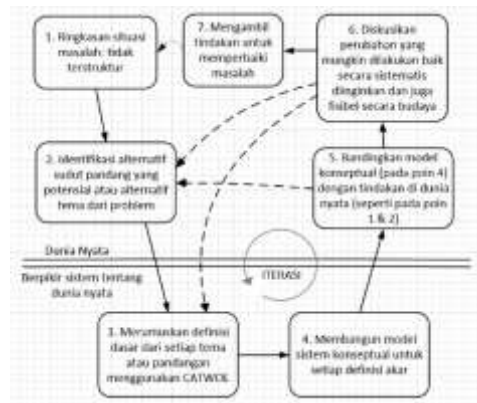 1. Ringkasan situasi
masalah: tidak
terstruktur
7. Mengambil
tindakan untuk
memperbaiki
masalah
6. Diskusikan
perubahan yang
mungkin dilakukan baik
secara sistematis
diinginkan dan juga
fisibel secara budaya
2. Identifikasi alternatif
sudut pandang yang
potensial atau alternatif
tema dari problem
5. Bandingkan model
konseptual (pada poin 4)
dengan tindakan di dunia
nyata (seperti pada poin
1 & 2)
Dunia Nyata
Berpikir sistem tentang
dunia nyata
ITERASI
3. Merumuskan definisi
dasar dari setiap tema
atau pandangan
menggunakan CATWOE
4. Membangun model
sistem konseptual untuk
setiap definisi akar